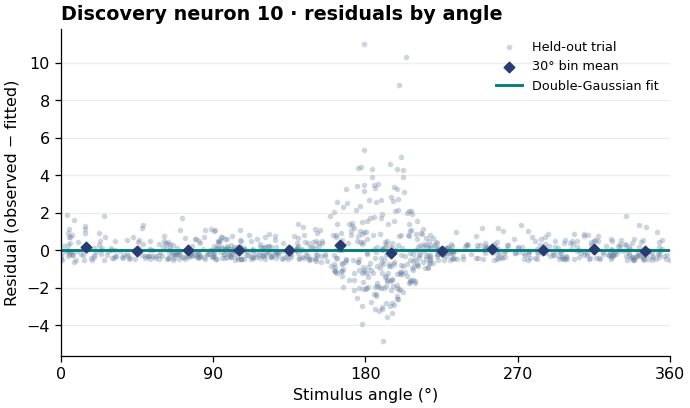 Discovery neuron 10 · residuals by angle
Held-out trial
30° bin mean
Double-Gaussian fit
Residual (observed − fitted)
10
8
6
4
2
0
−2
−4
0 90 180 270 360
Stimulus angle (°)